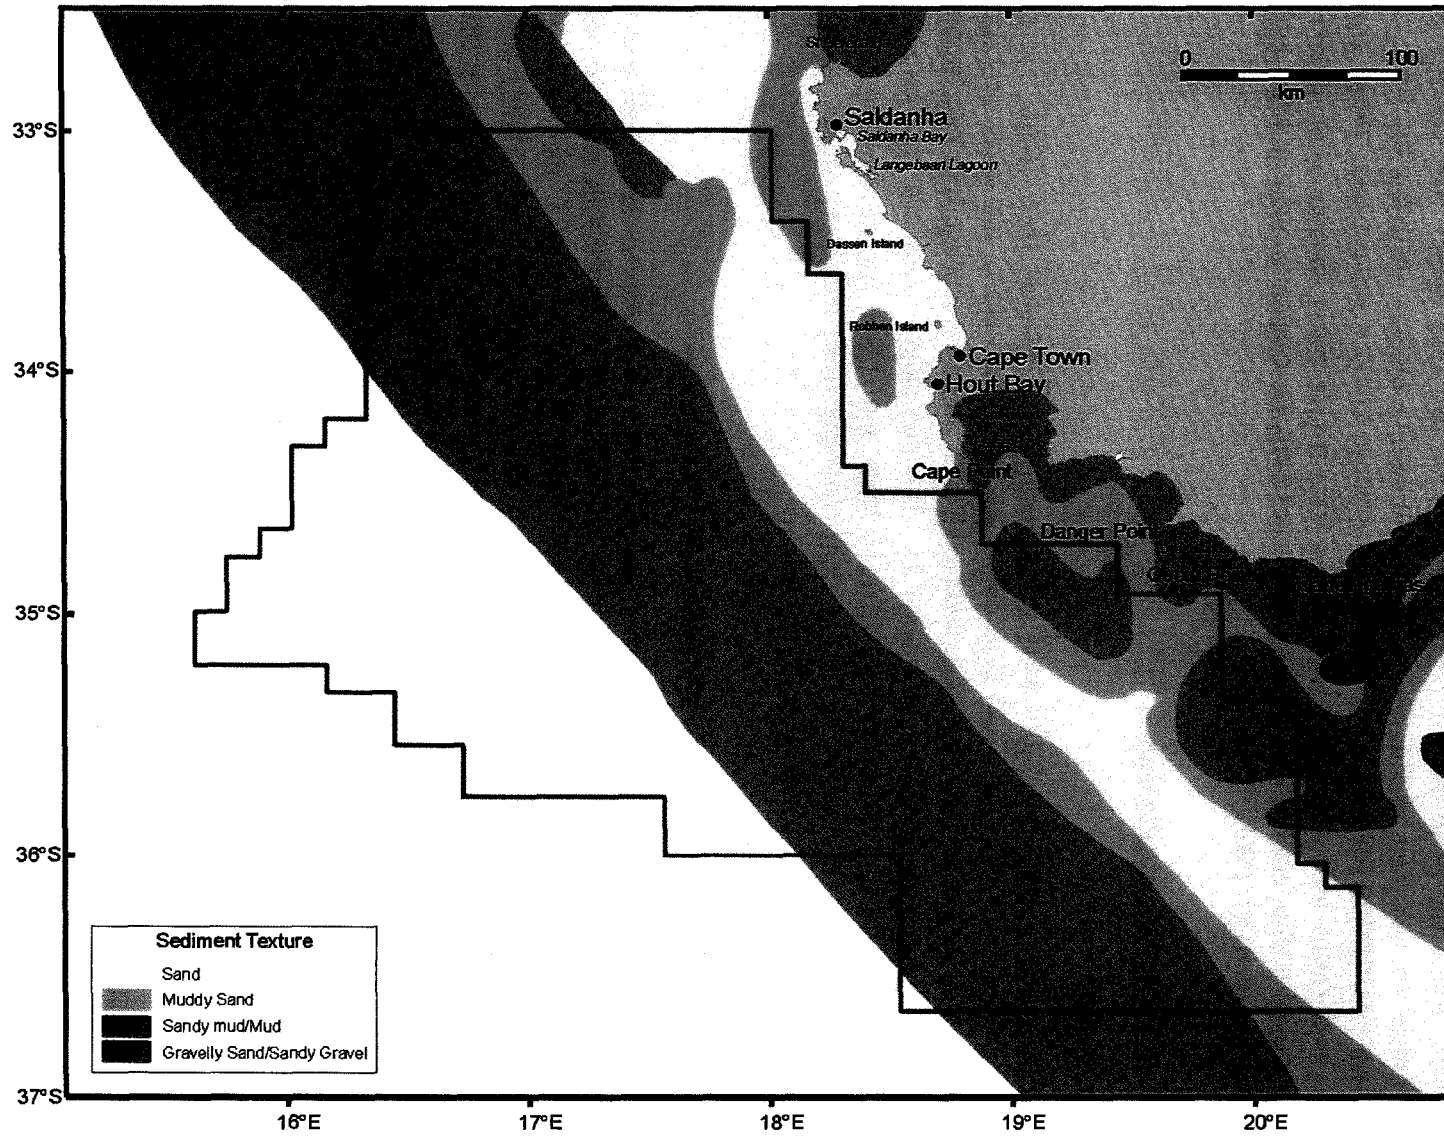 0 100
km
33°S
Saldanha
Saldanha Bay
Langebaan Lagoon
Dassen Island
Robben Island
34°S
Cape Town
Hout Bay
Cape Point
Danger Point
35°S
36°S
Sediment Texture
Sand
Muddy Sand
Sandy mud/Mud
Gravelly Sand/Sandy Gravel
37°S
16°E 17°E 18°E 19°E 20°E